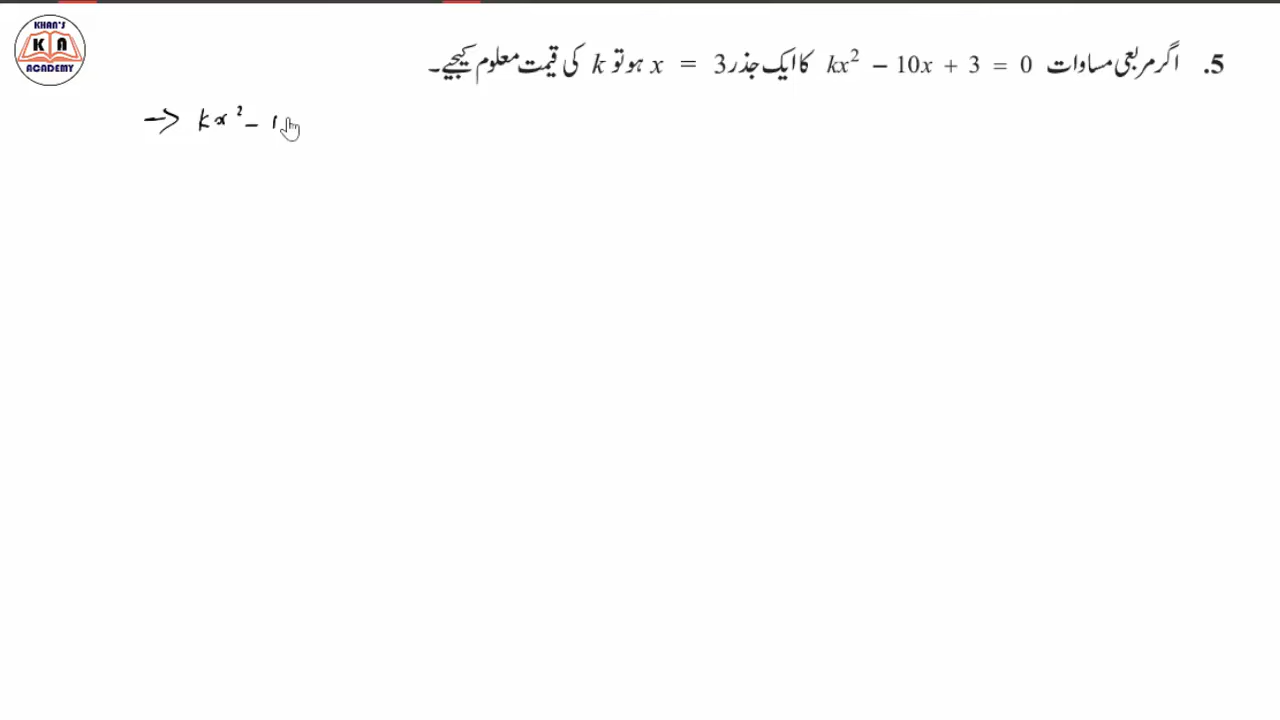 KHAN'S
K A
ACADEMY
5. اگر مربعی مساوات kx² − 10x + 3 = 0 کا ایک جذر x = 3 ہو تو k کی قیمت معلوم کیجیے۔
→ kx² − 1